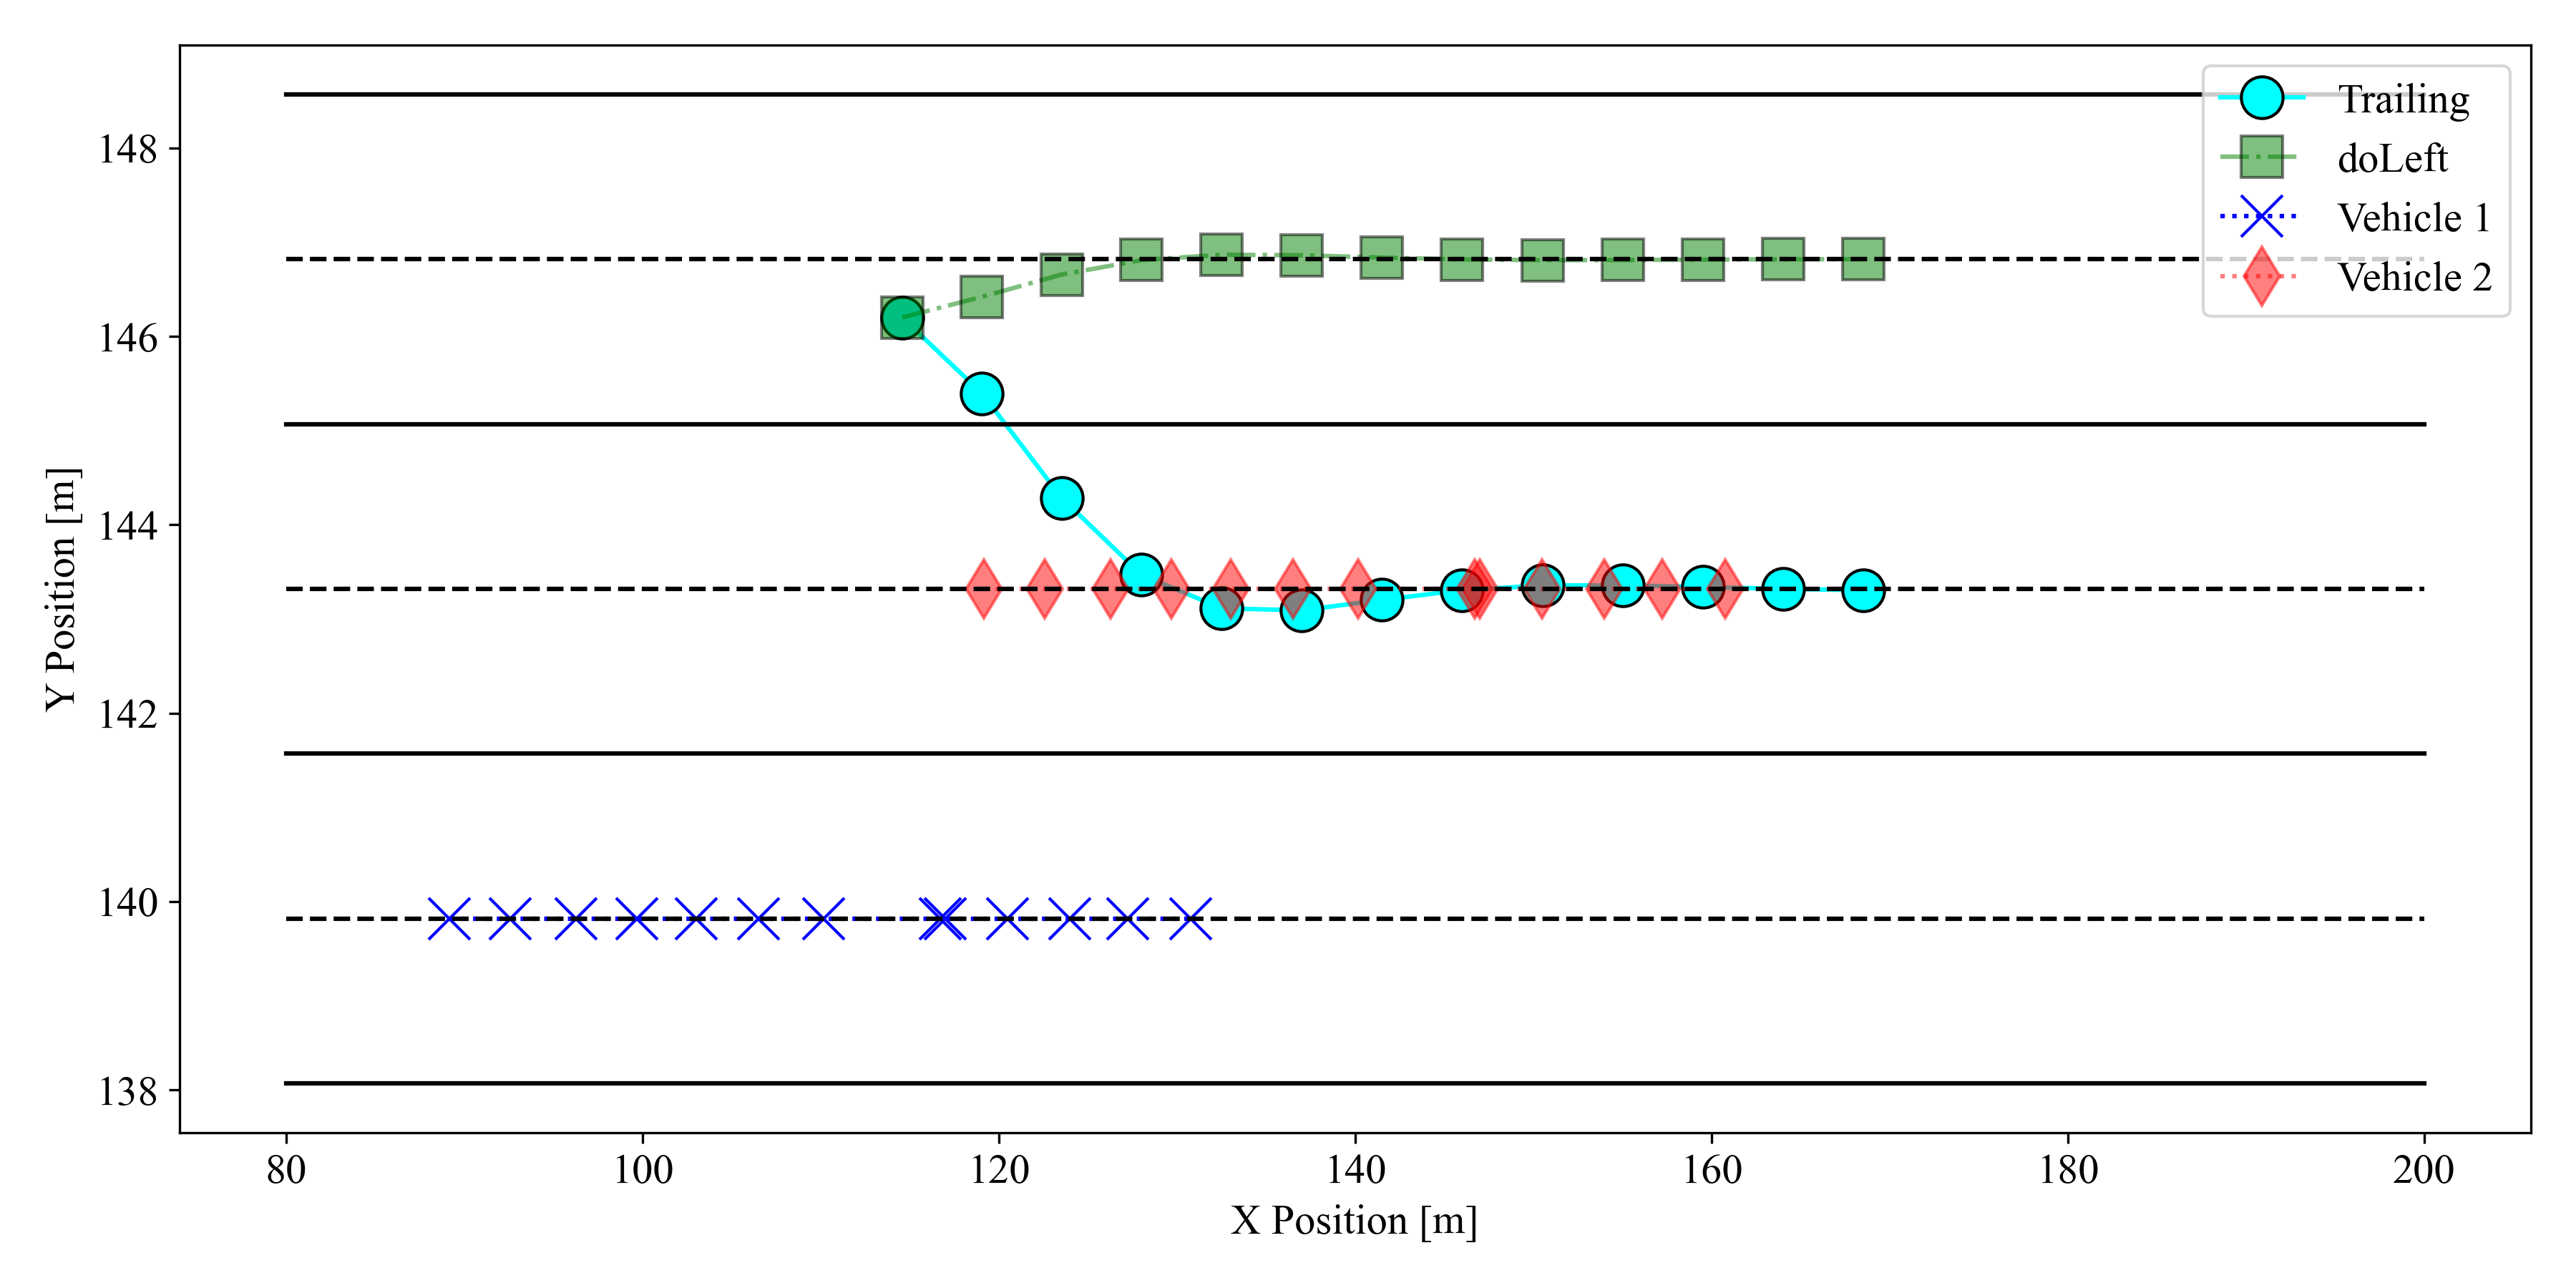 Trailing
doLeft
Vehicle 1
Vehicle 2
148
146
144
142
140
138
Y Position [m]
80 100 120 140 160 180 200
X Position [m]